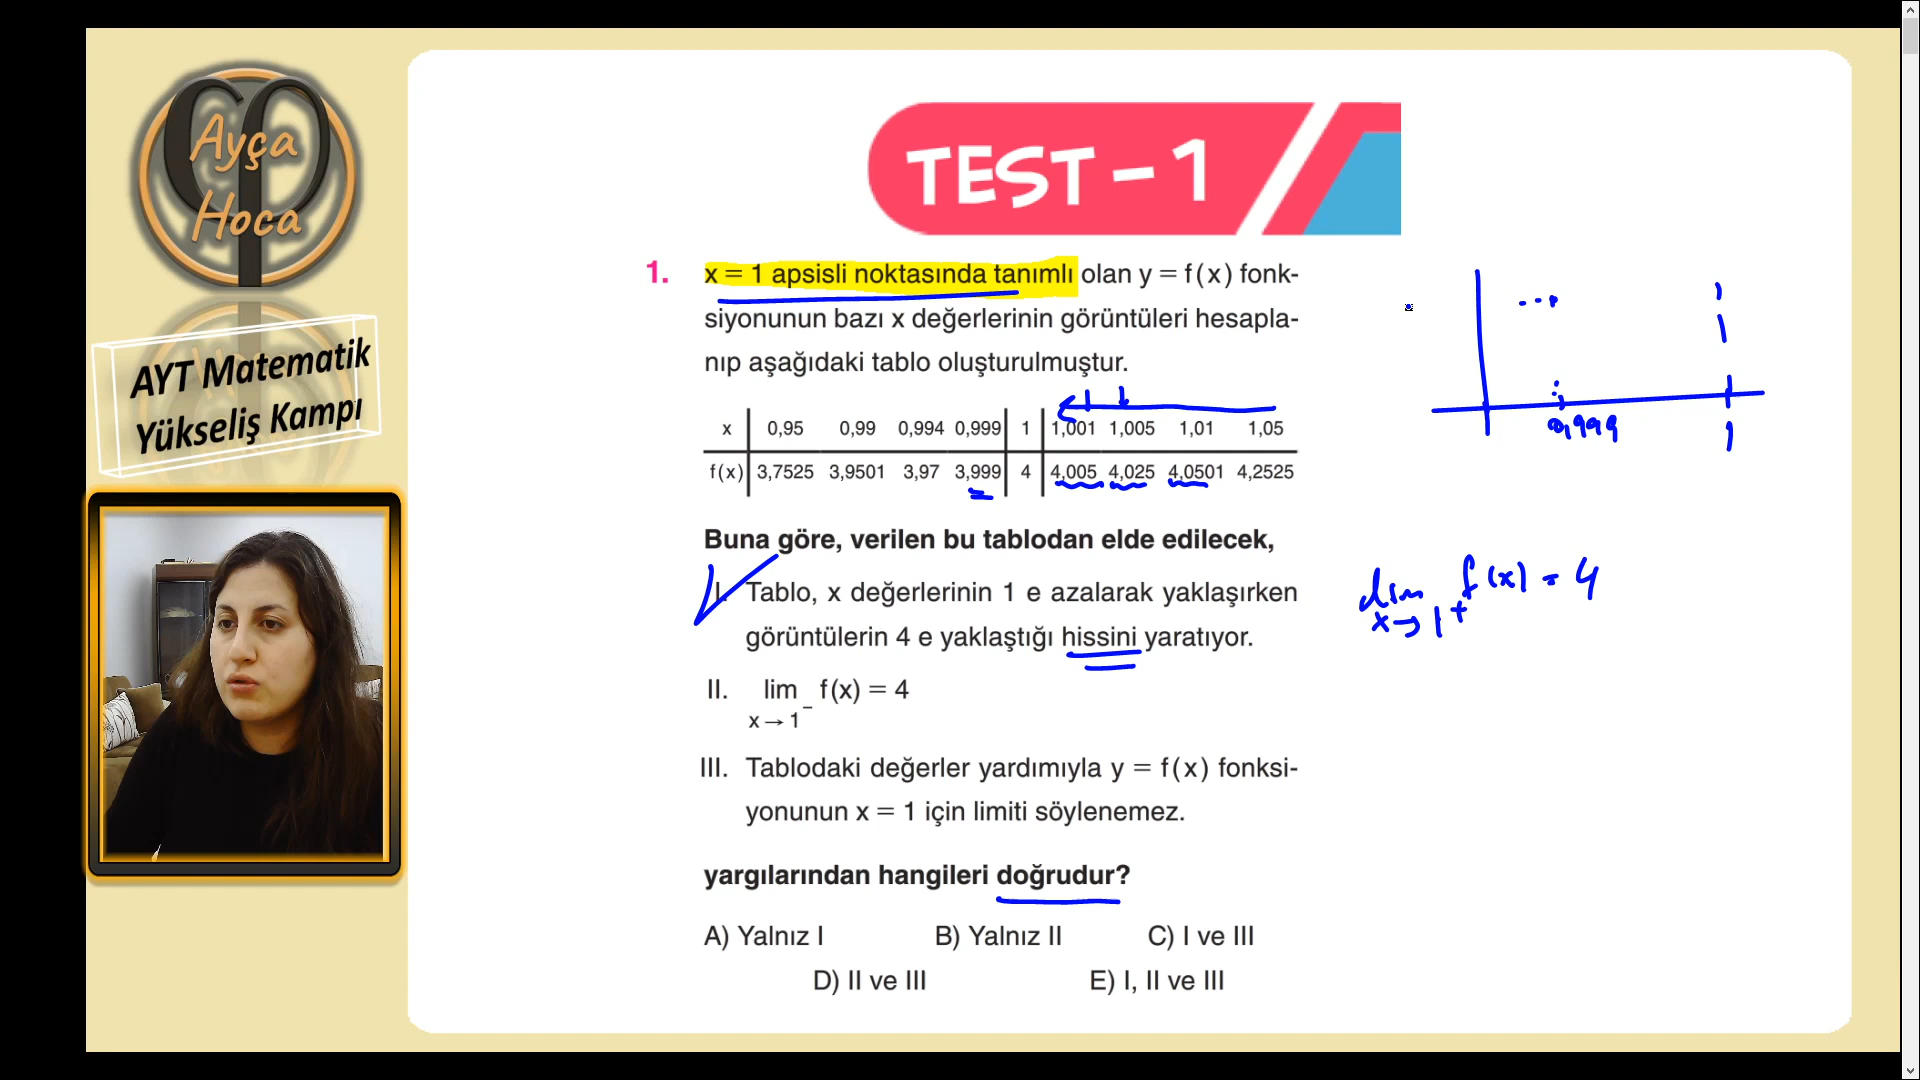 Ayça
Hoca
AYT Matematik
Yükseliş Kampı
TEST - 1
1. x = 1 apsisli noktasında tanımlı olan y = f(x) fonk-
siyonunun bazı x değerlerinin görüntüleri hesapla-
nıp aşağıdaki tablo oluşturulmuştur.
x 0,95 0,99 0,994 0,999 1 1,001 1,005 1,01 1,05
f(x) 3,7525 3,9501 3,97 3,999 4 4,005 4,025 4,0501 4,2525
Buna göre, verilen bu tablodan elde edilecek,
I. Tablo, x değerlerinin 1 e azalarak yaklaşırken
görüntülerin 4 e yaklaştığı hissini yaratıyor.
II. lim f(x) = 4
x → 1⁻
III. Tablodaki değerler yardımıyla y = f(x) fonksi-
yonunun x = 1 için limiti söylenemez.
yargılarından hangileri doğrudur?
A) Yalnız I B) Yalnız II C) I ve III
D) II ve III E) I, II ve III
0,999 1
lim f(x) = 4
x → 1⁺